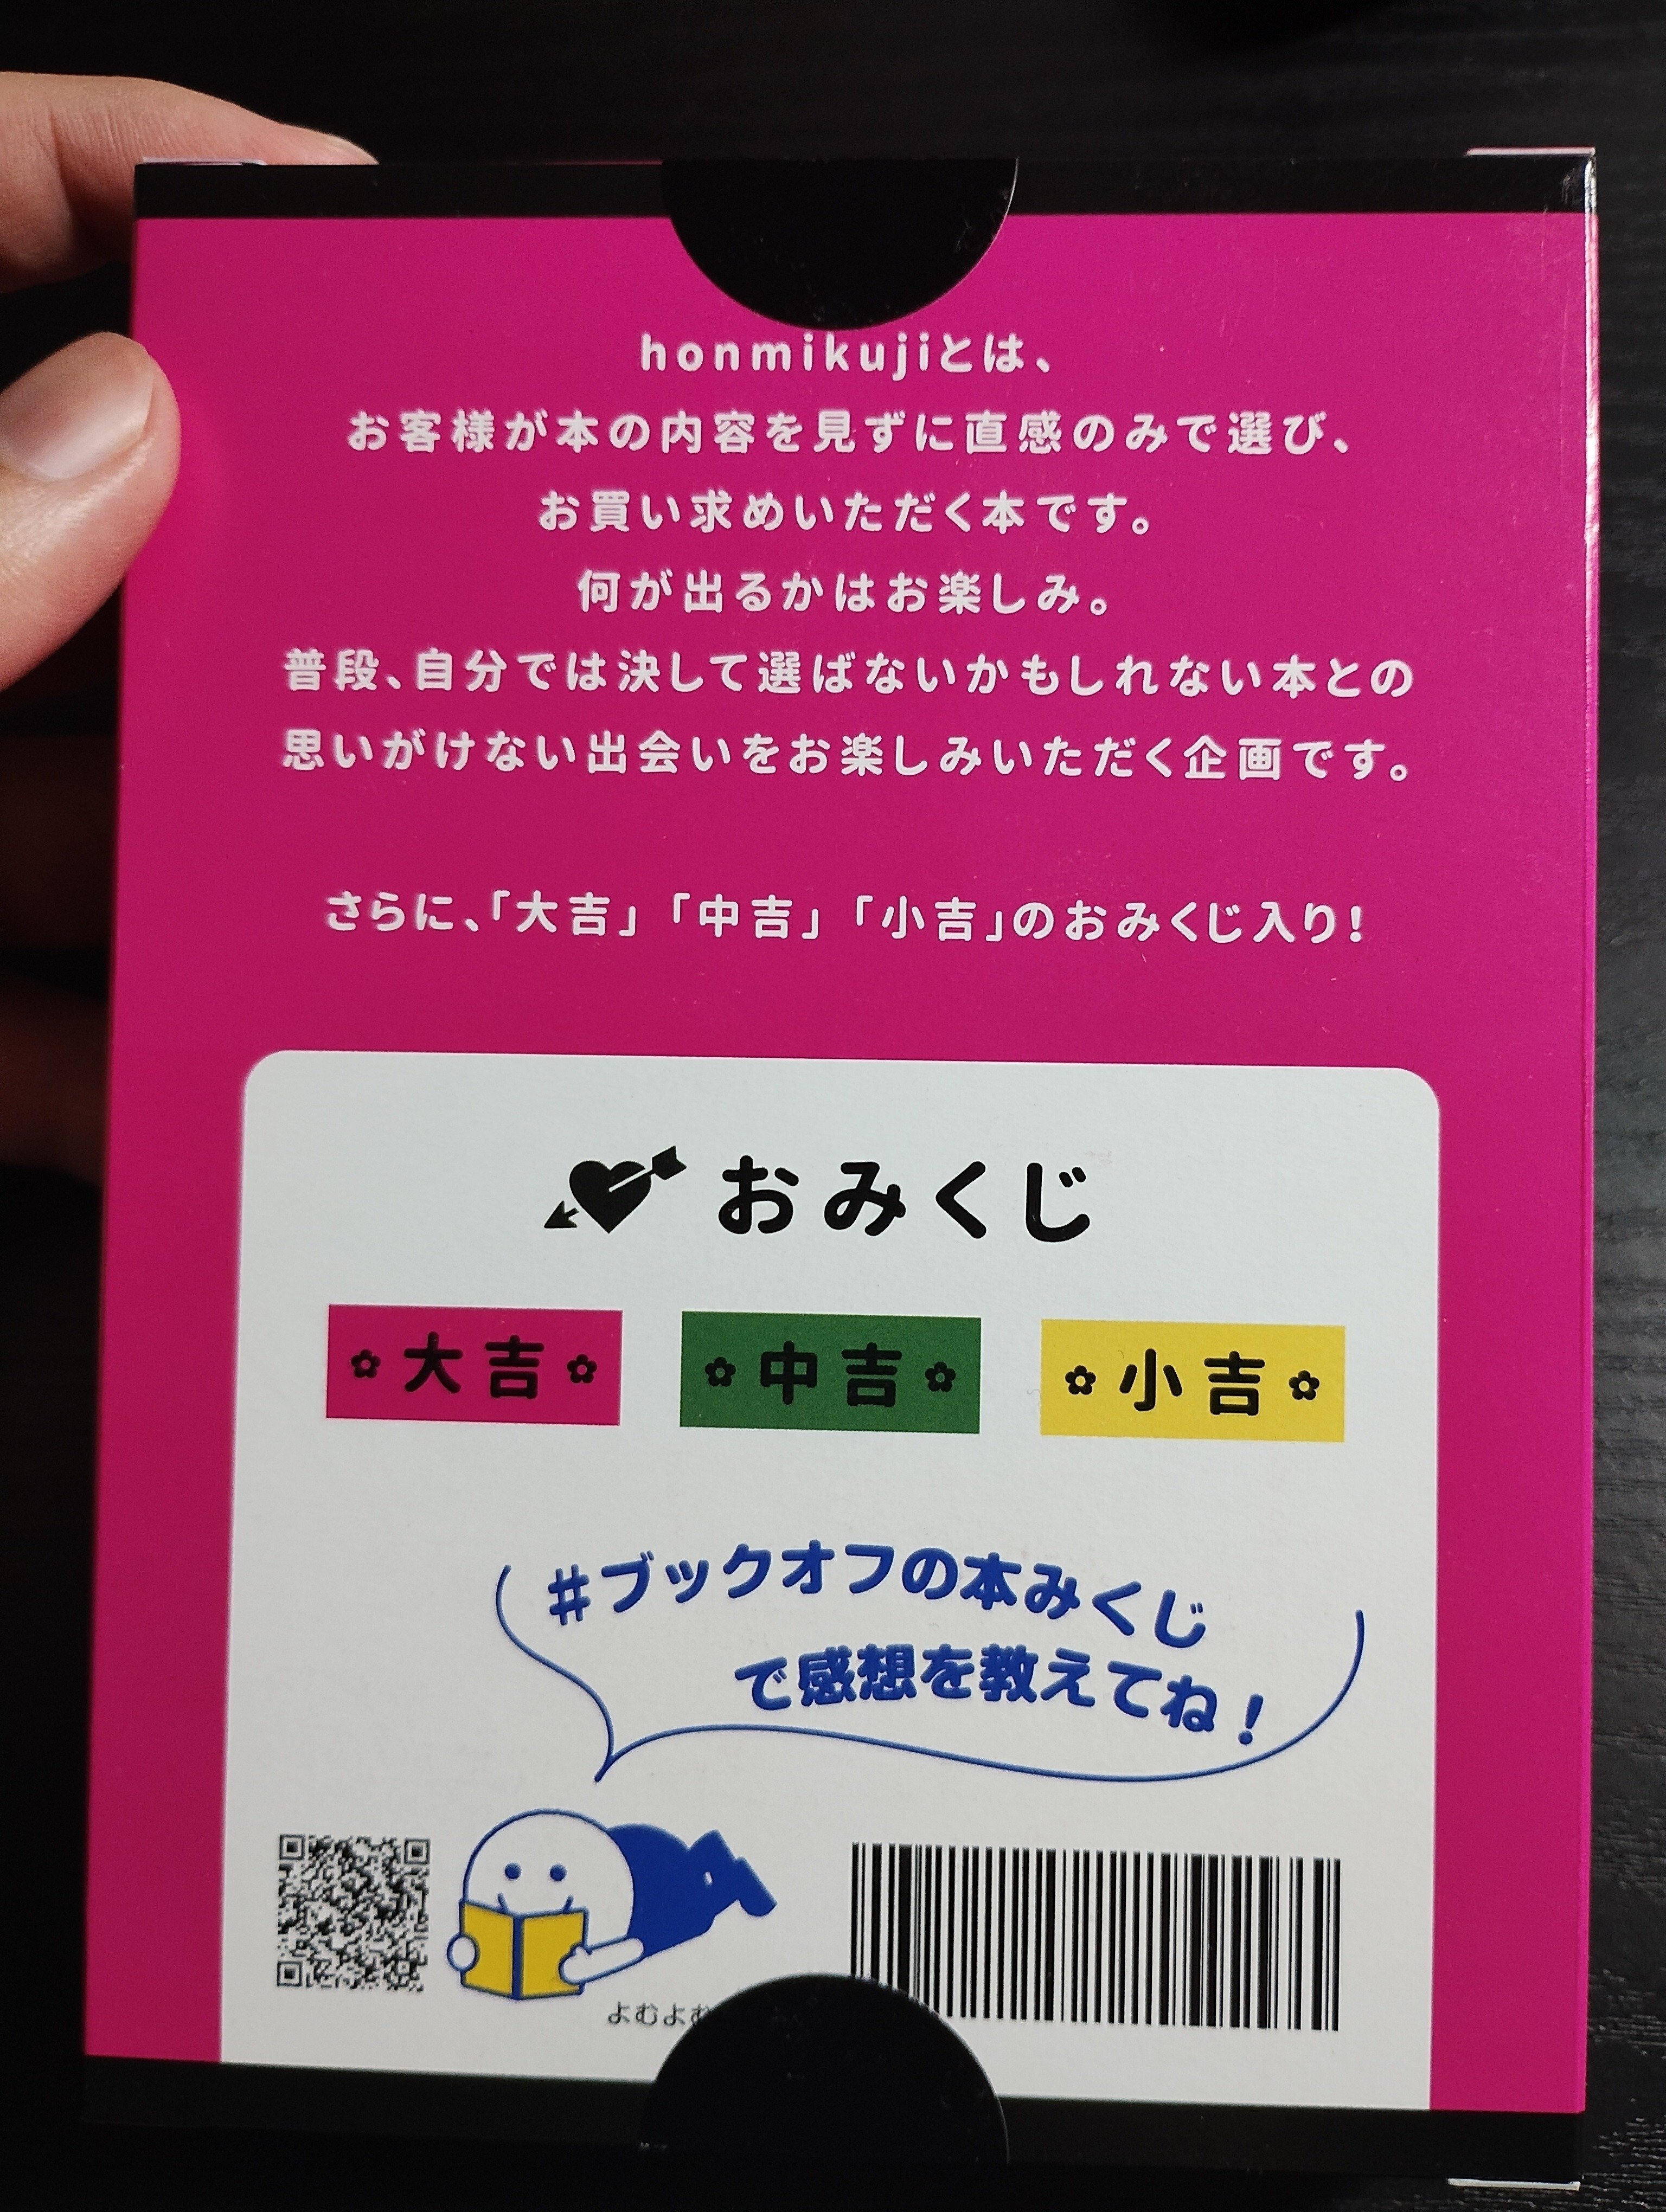 honmikujiとは、
お客様が本の内容を見ずに直感のみで選び、
お買い求めいただく本です。
何が出るかはお楽しみ。
普段、自分では決して選ばないかもしれない本との
思いがけない出会いをお楽しみいただく企画です。
さらに、「大吉」「中吉」「小吉」のおみくじ入り！
おみくじ
大吉
中吉
小吉
#ブックオフの本みくじ
で感想を教えてね！
よむよむ